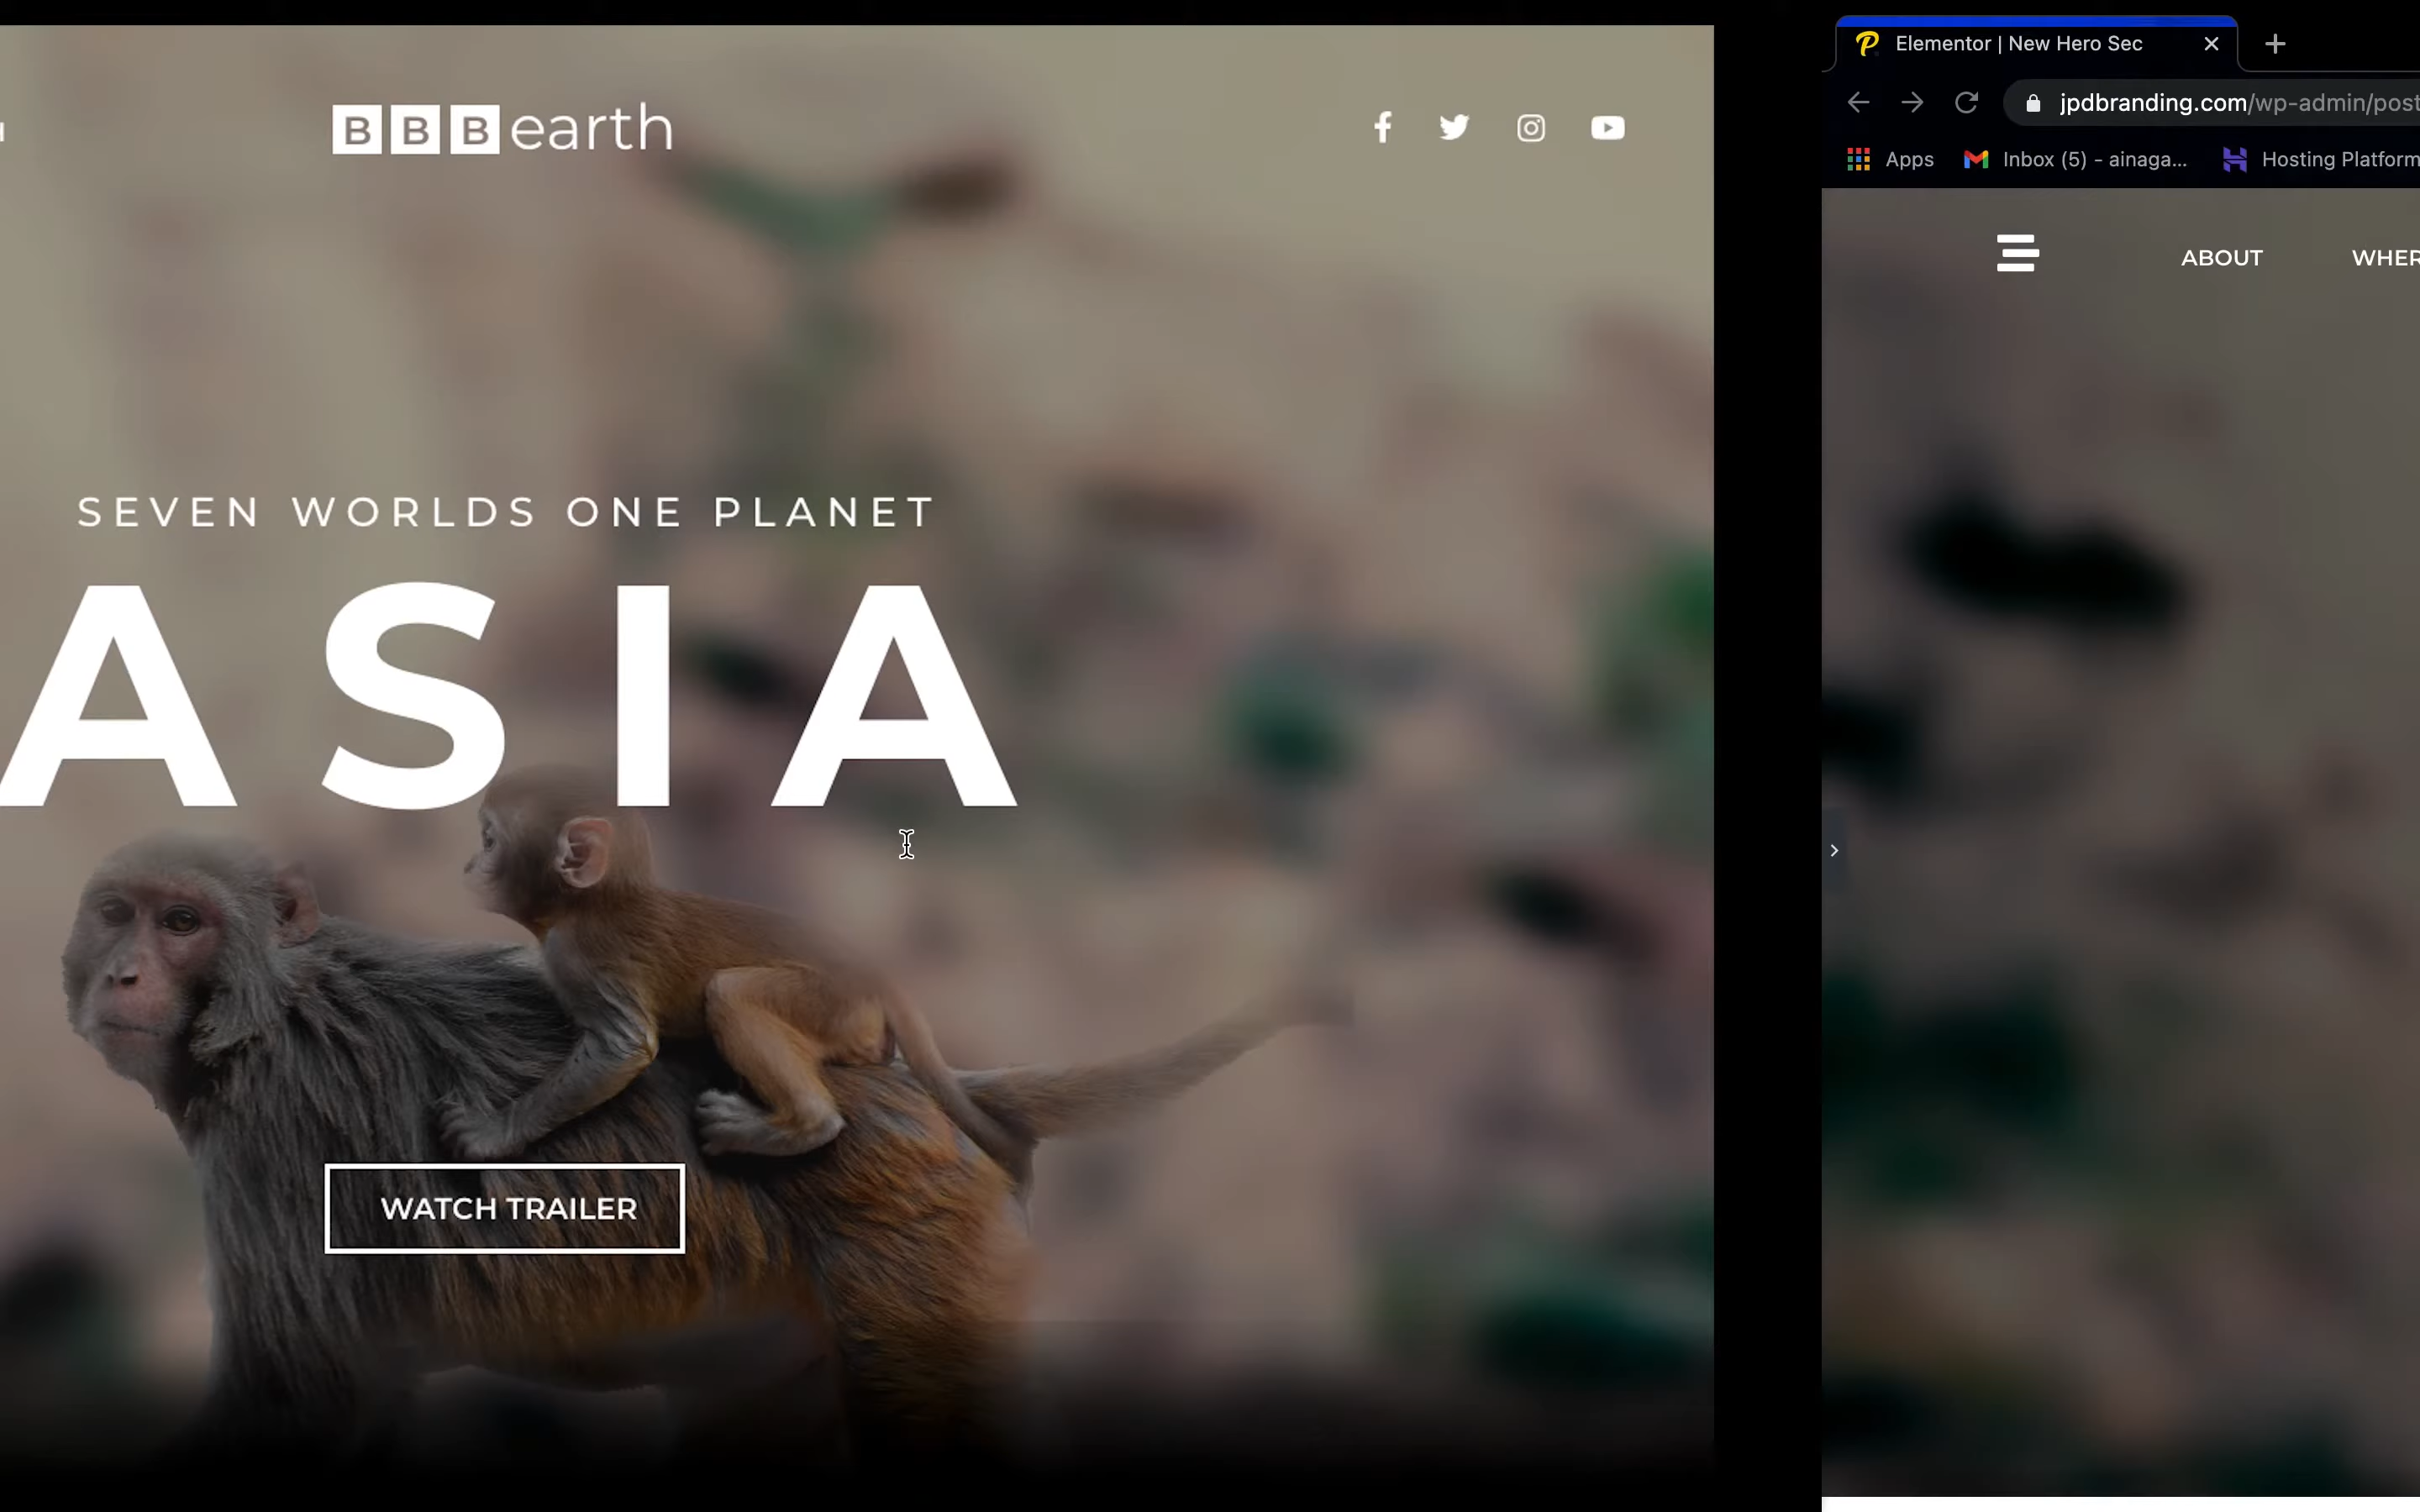 BBB earth
SEVEN WORLDS ONE PLANET
ASIA
WATCH TRAILER
Elementor | New Hero Sec
jpdbranding.com/wp-admin/post
Apps
Inbox (5) - ainaga...
Hosting Platform
ABOUT
WHER